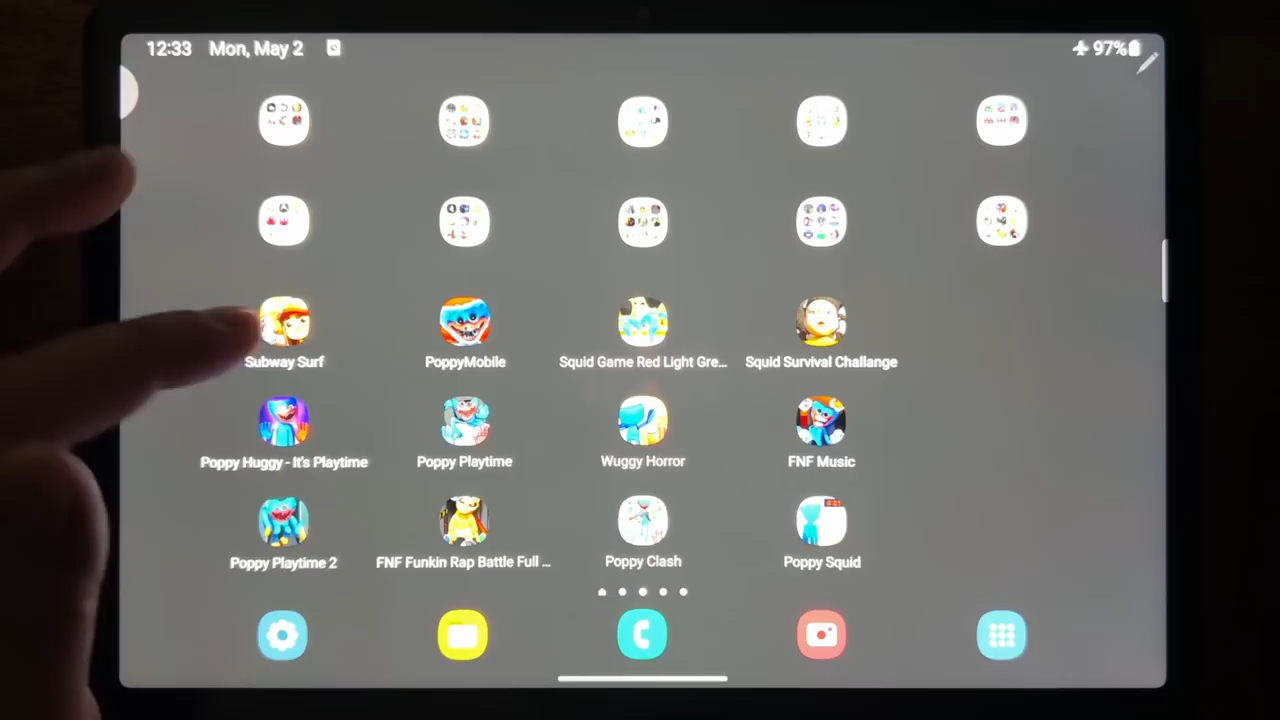 12:33 Mon, May 2
97%
Subway Surf
PoppyMobile
Squid Game Red Light Gre...
Squid Survival Challange
Poppy Huggy - It's Playtime
Poppy Playtime
Wuggy Horror
FNF Music
0:01
Poppy Playtime 2
FNF Funkin Rap Battle Full ...
Poppy Clash
Poppy Squid